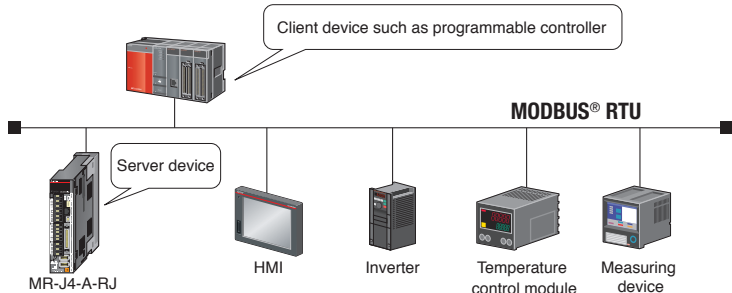 Client device such as programmable controller
MODBUS® RTU
Server device
MR-J4-A-RJ
HMI
Inverter
Temperature
control module
Measuring
device